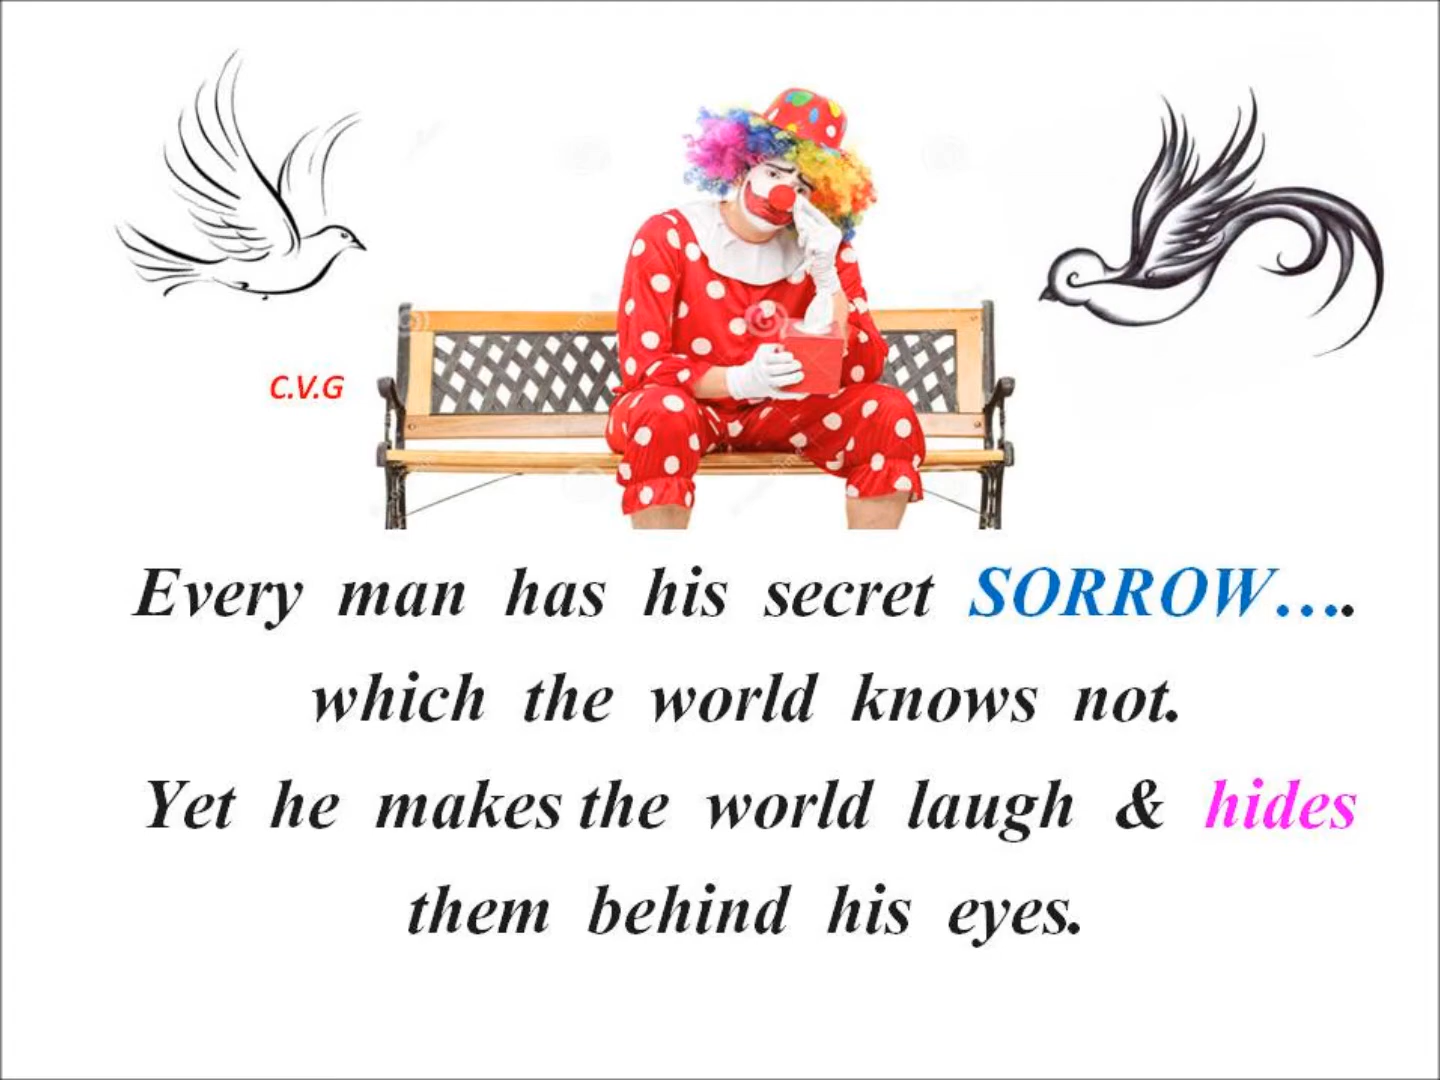 C.V.G
Every man has his secret SORROW….
which the world knows not.
Yet he makes the world laugh & hides
them behind his eyes.